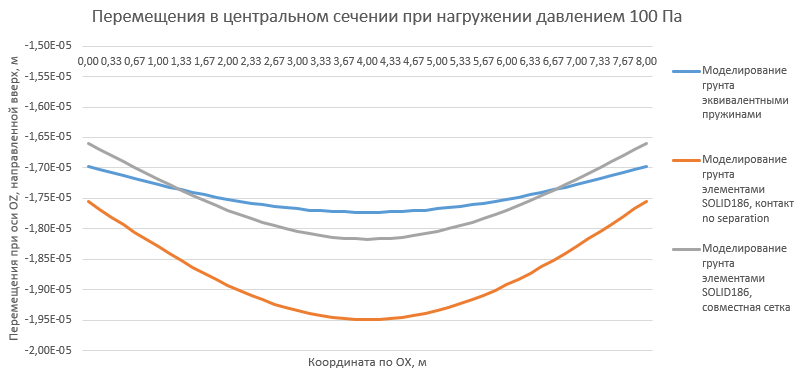 Перемещения в центральном сечении при нагружении давлением 100 Па
Перемещения при оси OZ, направленной вверх, м
-1,50E-05
0,00 0,33 0,67 1,00 1,33 1,67 2,00 2,33 2,67 3,00 3,33 3,67 4,00 4,33 4,67 5,00 5,33 5,67 6,00 6,33 6,67 7,00 7,33 7,67 8,00
-1,55E-05
-1,60E-05
-1,65E-05
-1,70E-05
-1,75E-05
-1,80E-05
-1,85E-05
-1,90E-05
-1,95E-05
-2,00E-05
Координата по OX, м
Моделирование
грунта
эквивалентными
пружинами
Моделирование
грунта
элементами
SOLID186, контакт
no separation
Моделирование
грунта
элементами
SOLID186,
совместная сетка